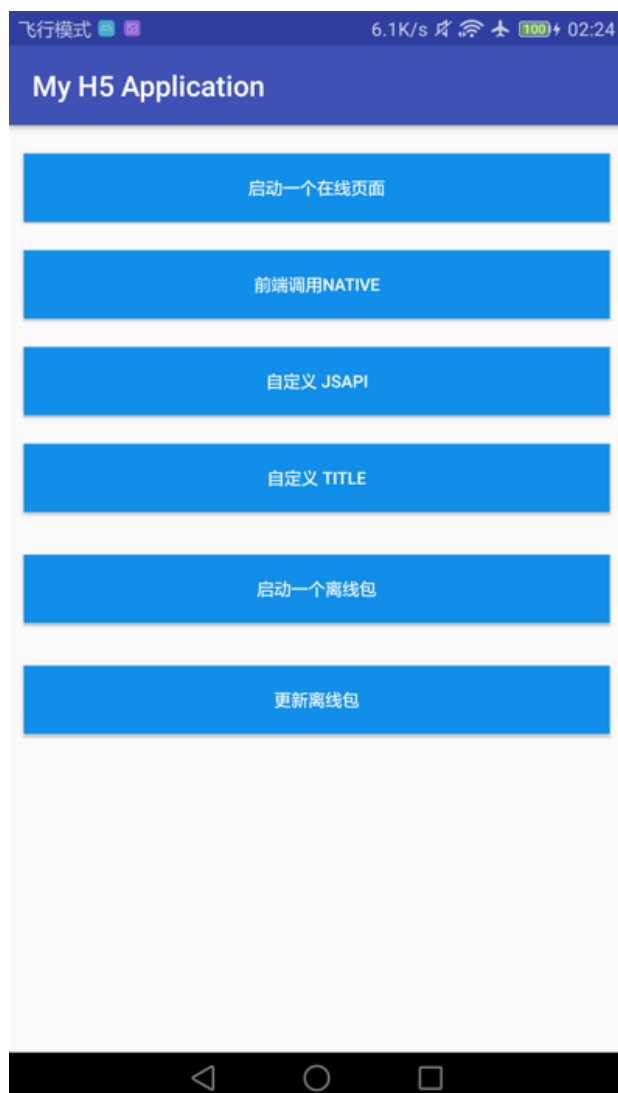 飞行模式 6.1K/s 100 02:24
My H5 Application
启动一个在线页面
前端调用NATIVE
自定义 JSAPI
自定义 TITLE
启动一个离线包
更新离线包